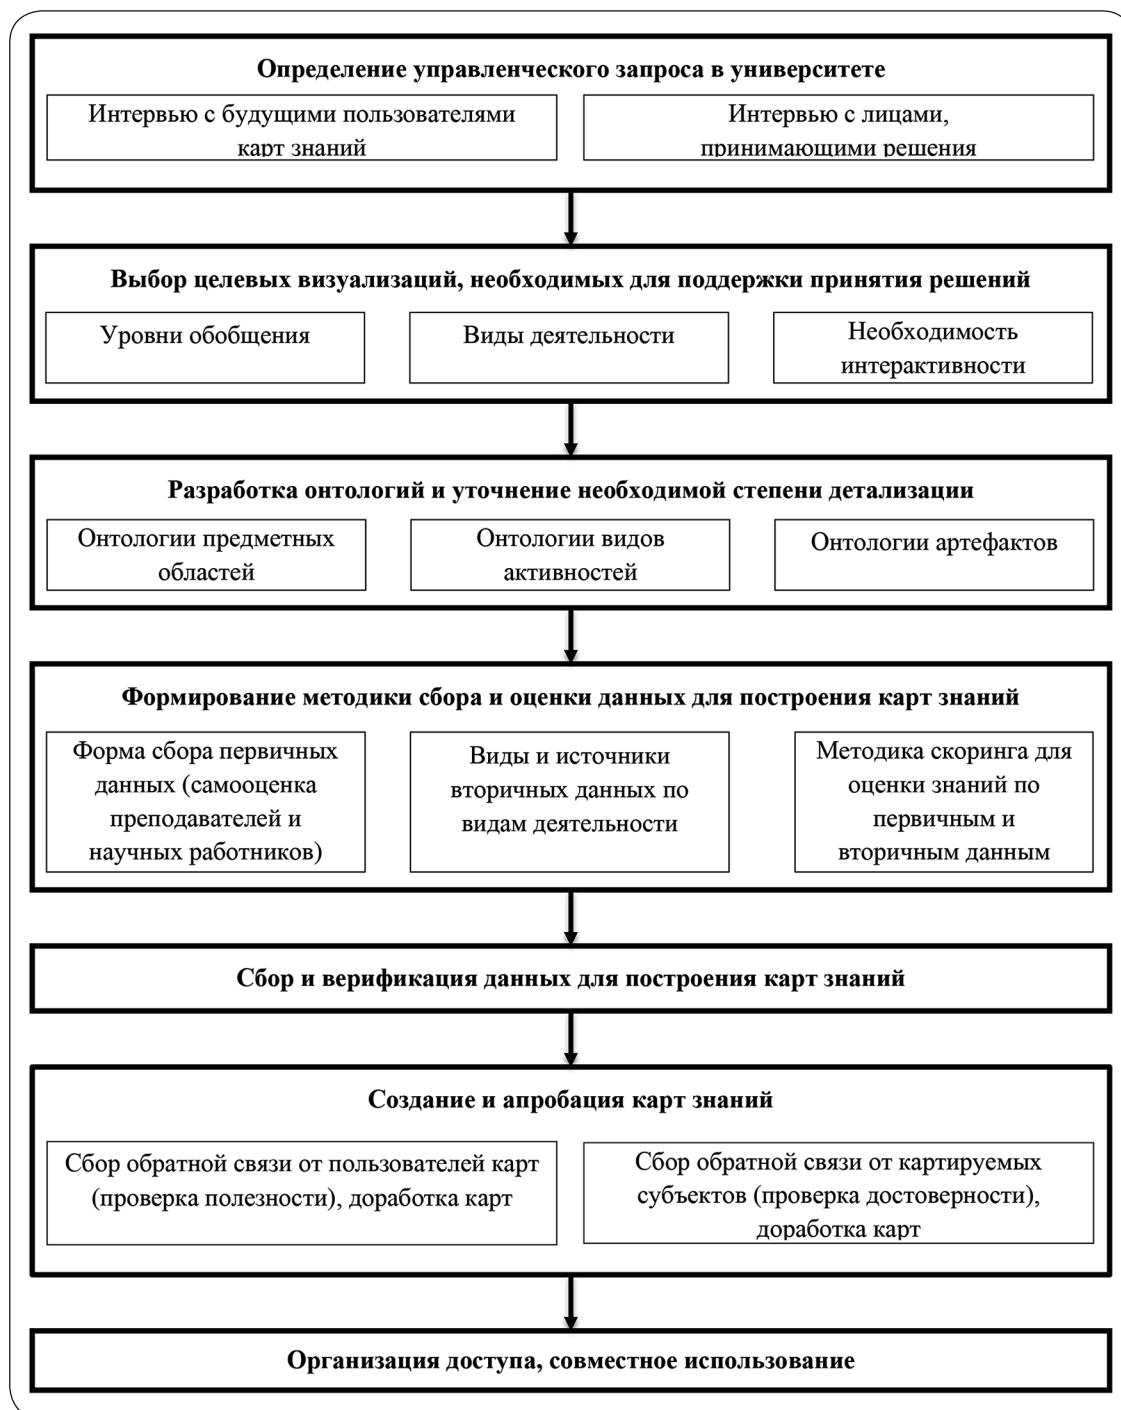 Определение управленческого запроса в университете
Интервью с будущими пользователями
карт знаний
Интервью с лицами,
принимающими решения
Выбор целевых визуализаций, необходимых для поддержки принятия решений
Уровни обобщения
Виды деятельности
Необходимость
интерактивности
Разработка онтологий и уточнение необходимой степени детализации
Онтологии предметных
областей
Онтологии видов
активностей
Онтологии артефактов
Формирование методики сбора и оценки данных для построения карт знаний
Форма сбора первичных
данных (самооценка
преподавателей и
научных работников)
Виды и источники
вторичных данных по
видам деятельности
Методика скоринга для
оценки знаний по
первичным и
вторичным данным
Сбор и верификация данных для построения карт знаний
Создание и апробация карт знаний
Сбор обратной связи от пользователей карт
(проверка полезности), доработка карт
Сбор обратной связи от картируемых
субъектов (проверка достоверности),
доработка карт
Организация доступа, совместное использование